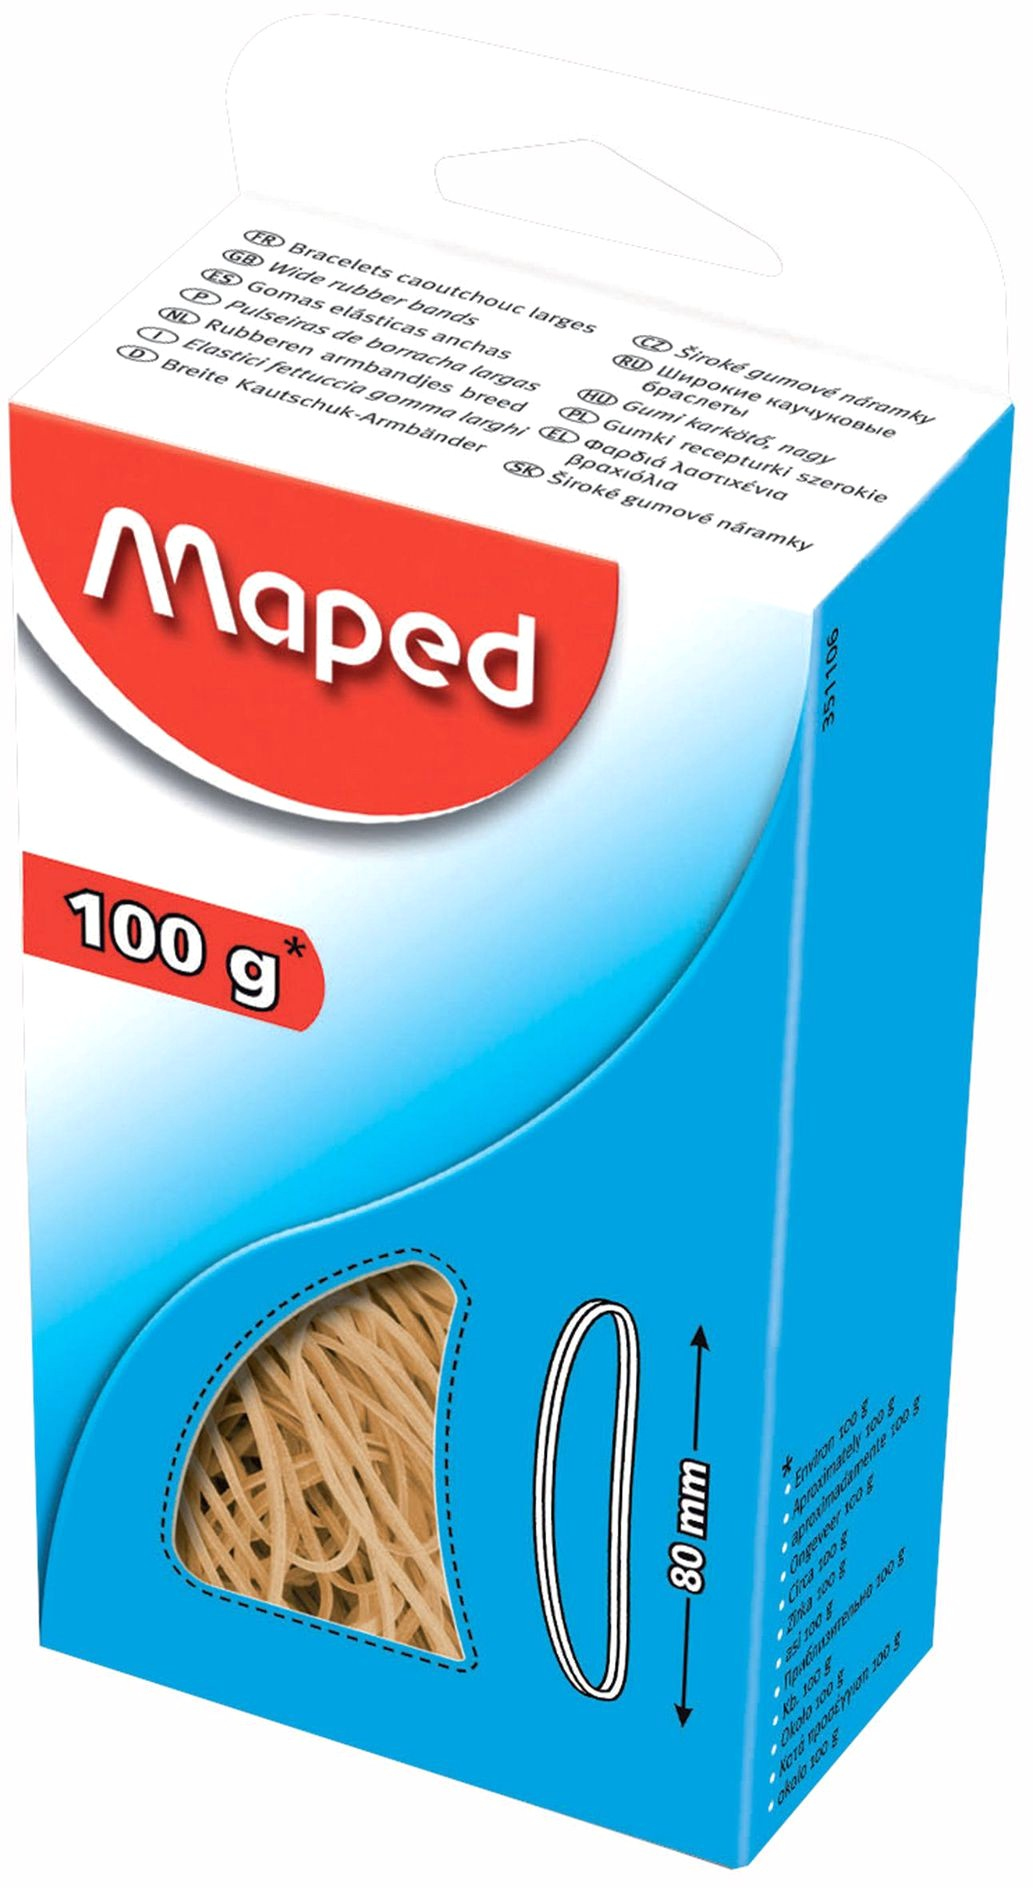 FR Bracelets caoutchouc larges
GB Wide rubber bands
ES Gomas elásticas anchas
P Pulseiras de borracha largas
NL Rubberen armbandjes breed
I Elastici fettuccia gomma larghi
D Breite Kautschuk-Armbänder
CZ Široké gumové náramky
RU Широкие каучуковые
браслеты
HU Gumi karkötő, nagy
PL Gumki recepturki szerokie
EL Φαρδιά λαστιχένια
βραχιόλια
SK Široké gumové náramky
Maped
351106
100 g*
80 mm
* Environ 100 g
• Aproximately 100 g
• aproximadamente 100 g
• Ongeveer 100 g
• Circa 100 g
• Zirka 100 g
• asi 100 g
• Приблизительно 100 g
• Kb. 100 g
• Około 100 g
• Κατά προσέγγιση 100 g
• okolo 100 g